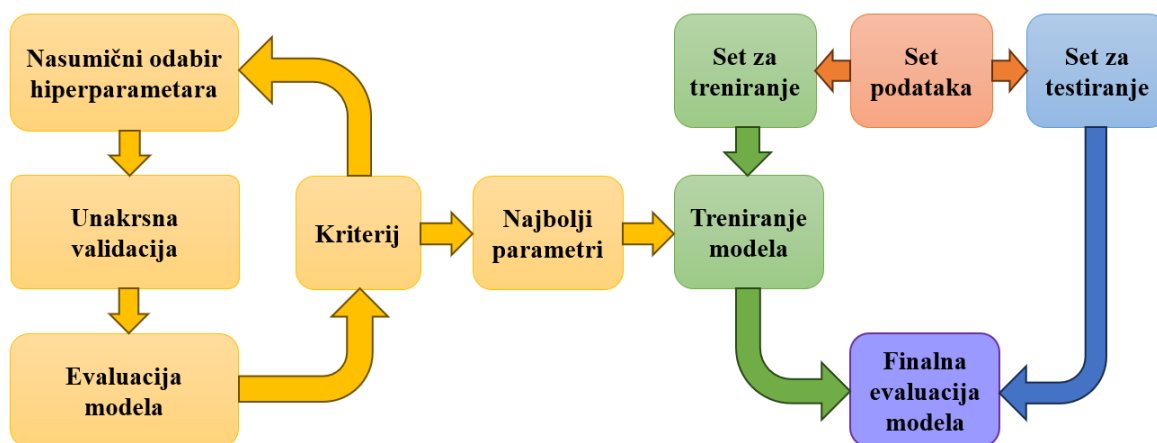 Nasumični odabir
hiperparametara
Unakrsna
validacija
Evaluacija
modela
Kriterij
Najbolji
parametri
Set za
treniranje
Set
podataka
Set za
testiranje
Treniranje
modela
Finalna
evaluacija
modela